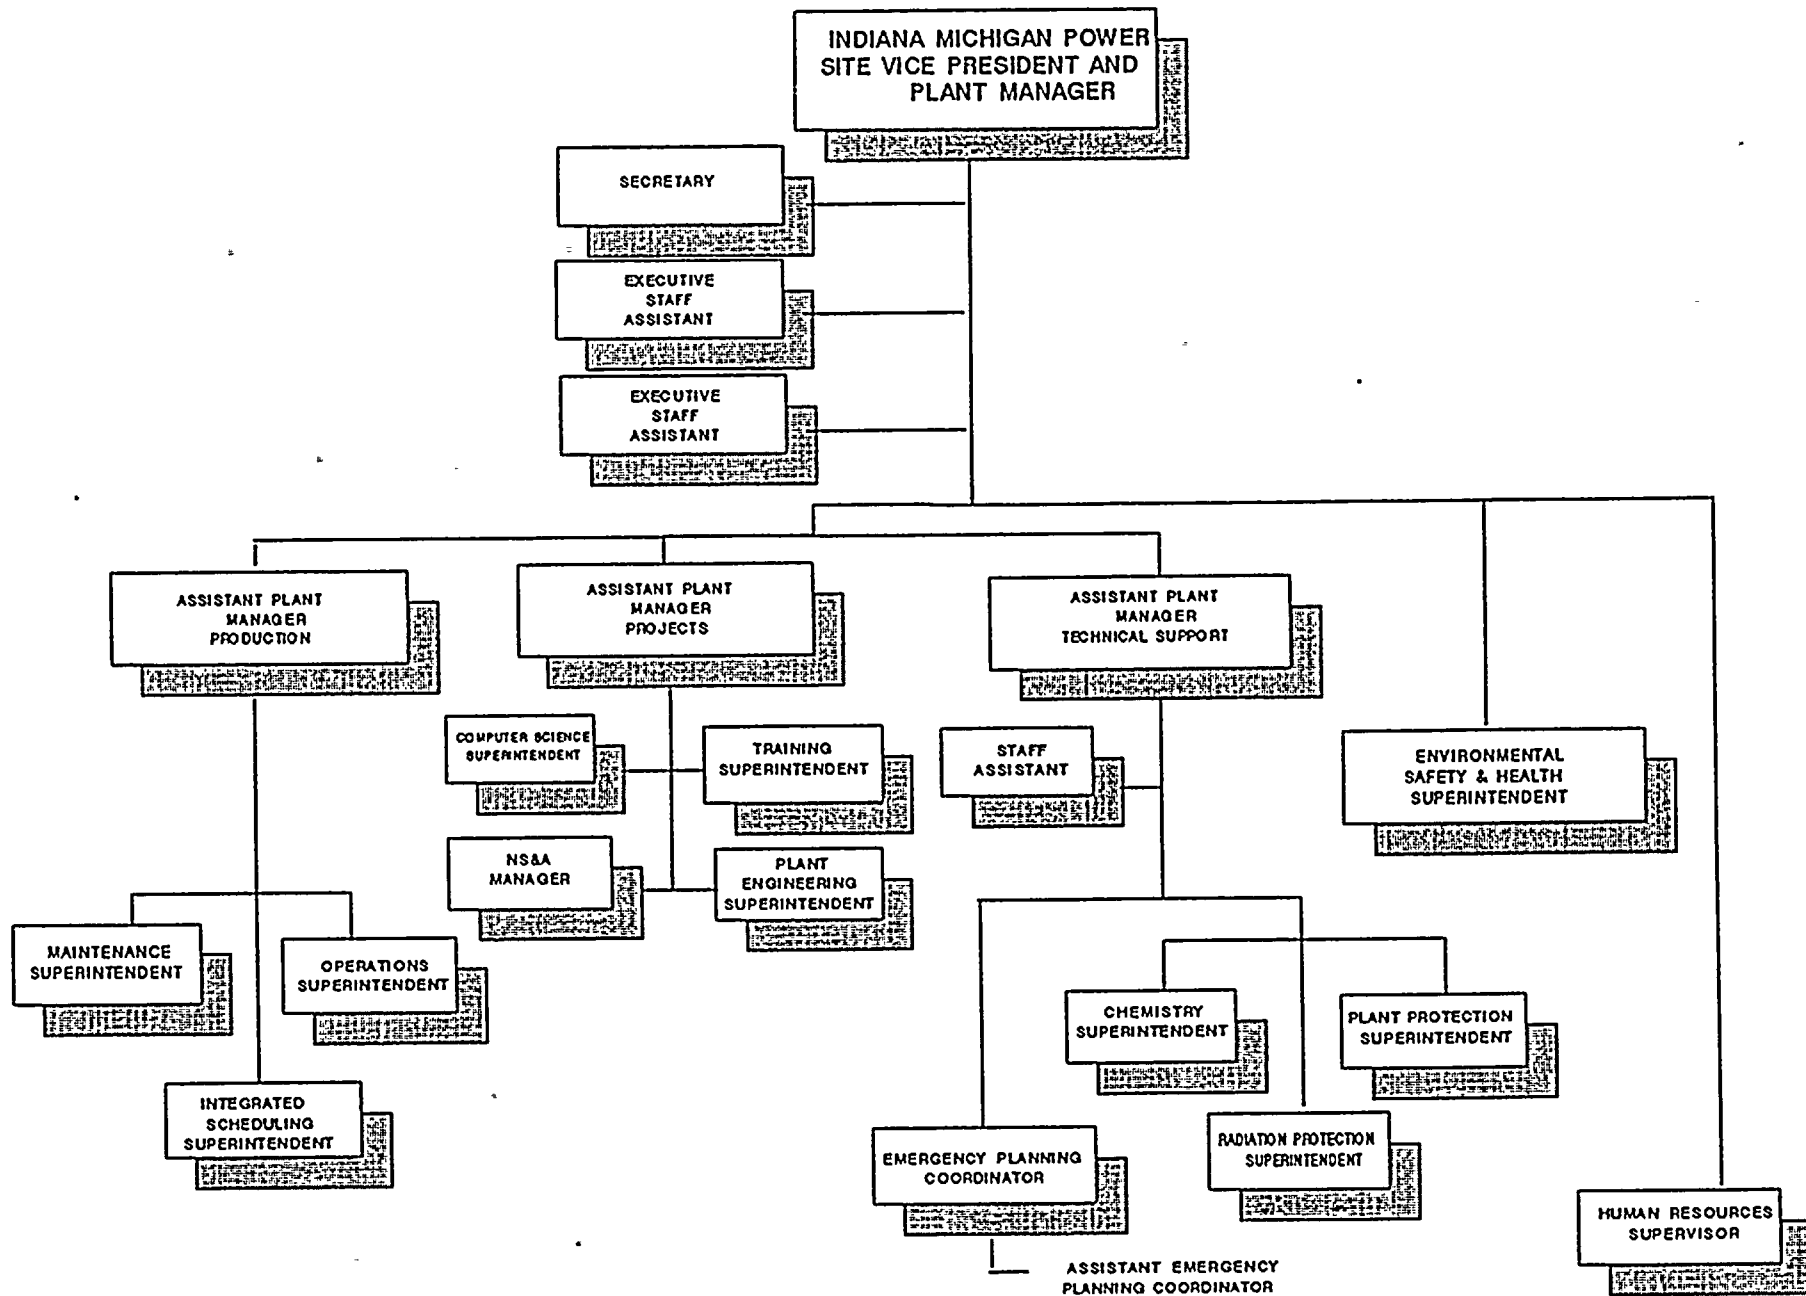 INDIANA MICHIGAN POWER
SITE VICE PRESIDENT AND
PLANT MANAGER
SECRETARY
EXECUTIVE
STAFF
ASSISTANT
EXECUTIVE
STAFF
ASSISTANT
ASSISTANT PLANT
MANAGER
PRODUCTION
ASSISTANT PLANT
MANAGER
PROJECTS
ASSISTANT PLANT
MANAGER
TECHNICAL SUPPORT
COMPUTER SCIENCE
SUPERINTENDENT
TRAINING
SUPERINTENDENT
STAFF
ASSISTANT
ENVIRONMENTAL
SAFETY & HEALTH
SUPERINTENDENT
NS&A
MANAGER
PLANT
ENGINEERING
SUPERINTENDENT
MAINTENANCE
SUPERINTENDENT
OPERATIONS
SUPERINTENDENT
CHEMISTRY
SUPERINTENDENT
PLANT PROTECTION
SUPERINTENDENT
INTEGRATED
SCHEDULING
SUPERINTENDENT
EMERGENCY PLANNING
COORDINATOR
RADIATION PROTECTION
SUPERINTENDENT
HUMAN RESOURCES
SUPERVISOR
ASSISTANT EMERGENCY
PLANNING COORDINATOR